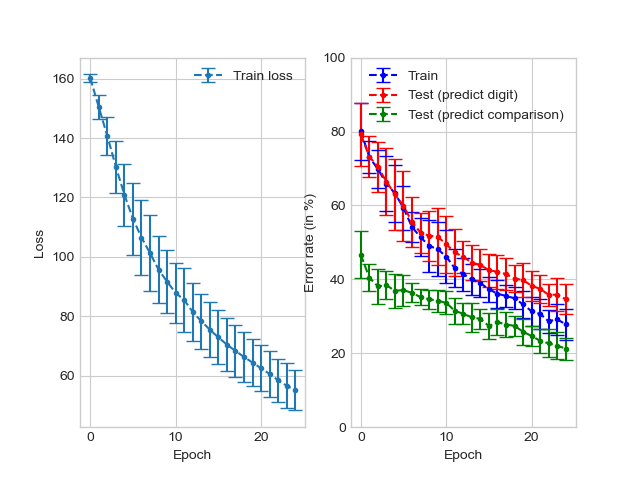 Train loss
160
140
120
100
80
60
Loss
0
10
20
Epoch
Train
Test (predict digit)
Test (predict comparison)
100
80
60
40
20
0
Error rate (in %)
0
10
20
Epoch